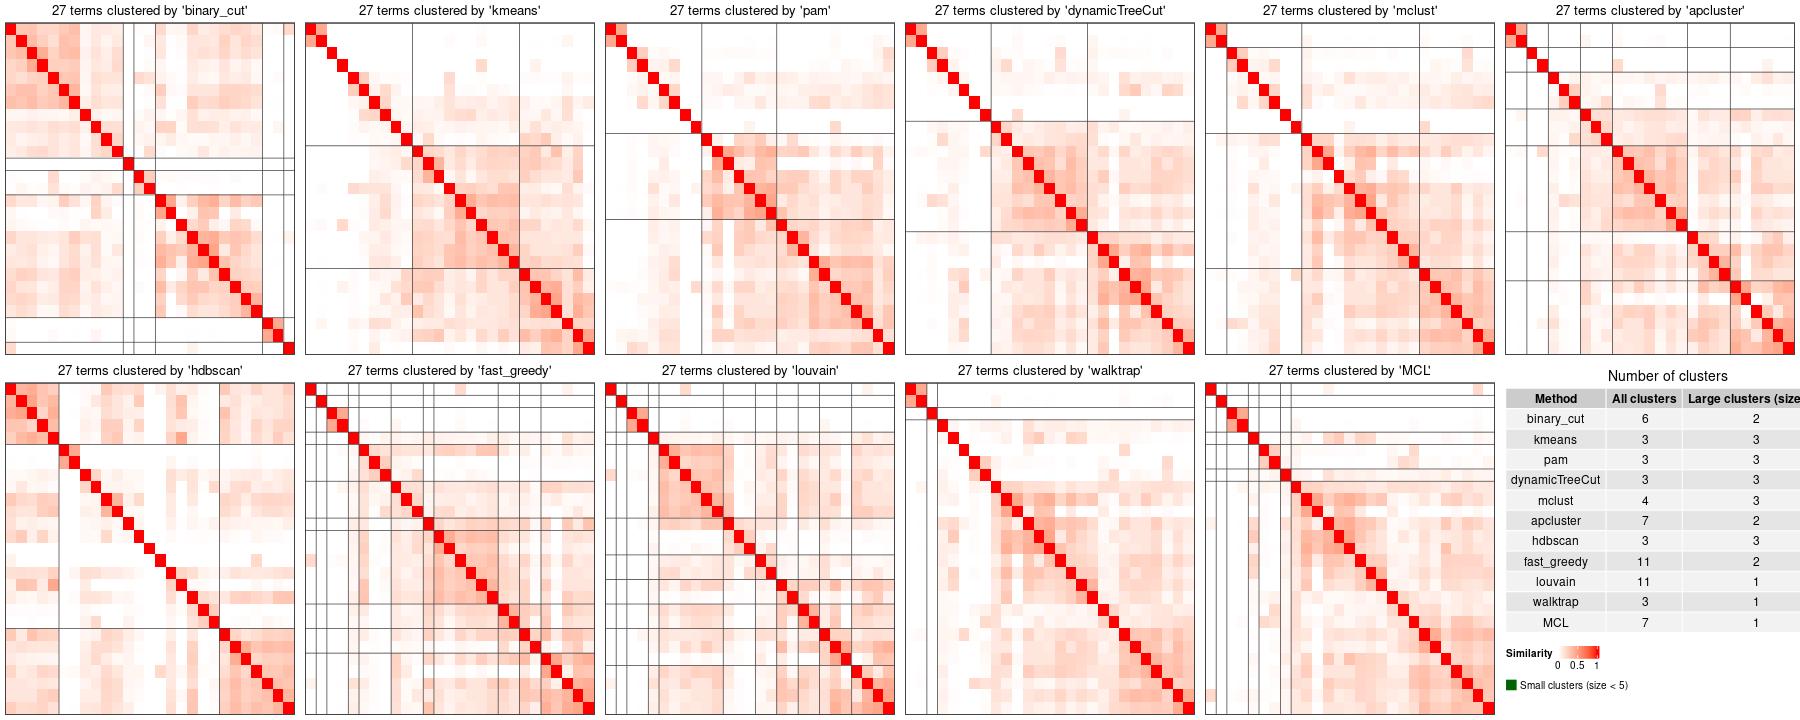 27 terms clustered by 'binary_cut'
27 terms clustered by 'kmeans'
27 terms clustered by 'pam'
27 terms clustered by 'dynamicTreeCut'
27 terms clustered by 'mclust'
27 terms clustered by 'apcluster'
27 terms clustered by 'hdbscan'
27 terms clustered by 'fast_greedy'
27 terms clustered by 'louvain'
27 terms clustered by 'walktrap'
27 terms clustered by 'MCL'
Number of clusters
Method All clusters Large clusters (size
binary_cut 6 2
kmeans 3 3
pam 3 3
dynamicTreeCut 3 3
mclust 4 3
apcluster 7 2
hdbscan 3 3
fast_greedy 11 2
louvain 11 1
walktrap 3 1
MCL 7 1
Similarity
0 0.5 1
Small clusters (size < 5)